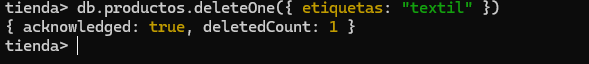 tienda> db.productos.deleteOne({ etiquetas: "textil" })
{ acknowledged: true, deletedCount: 1 }
tienda>